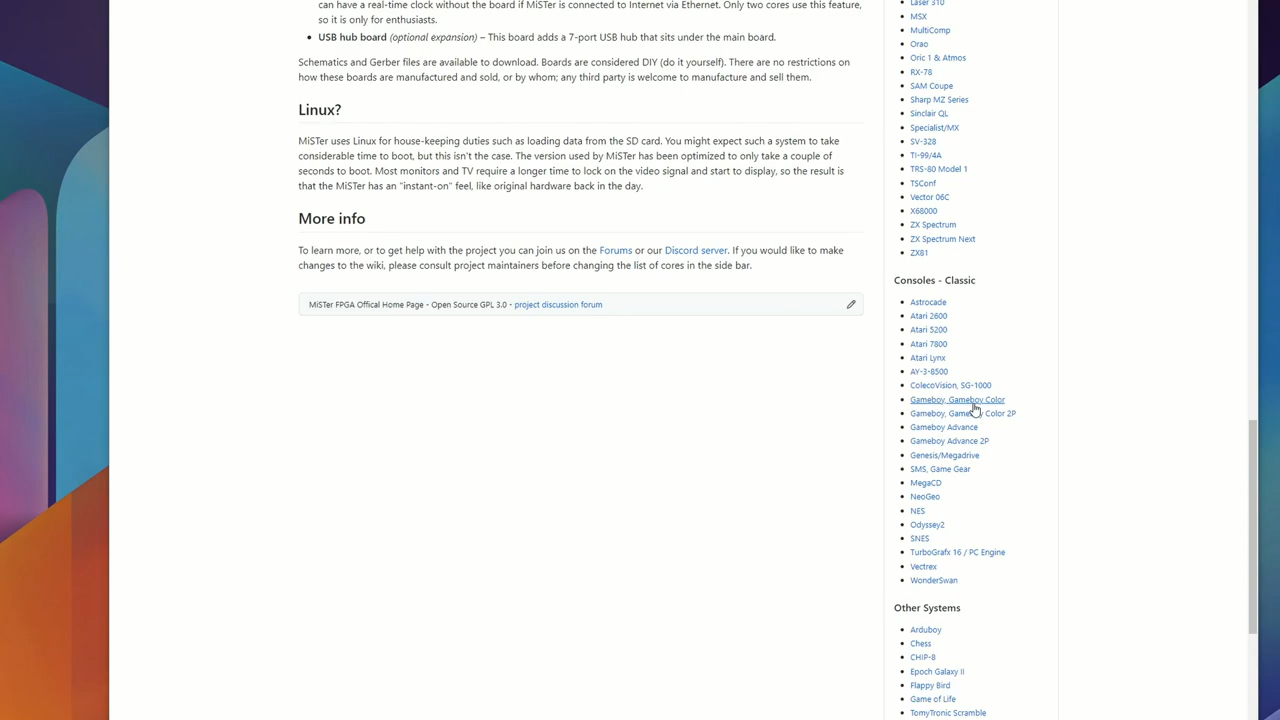 can have a real-time clock without the board if MiSTer is connected to Internet via Ethernet. Only two cores use this feature,
so it is only for enthusiasts.
USB hub board (optional expansion) – This board adds a 7-port USB hub that sits under the main board.
Schematics and Gerber files are available to download. Boards are considered DIY (do it yourself). There are no restrictions on
how these boards are manufactured and sold, or by whom; any third party is welcome to manufacture and sell them.
Linux?
MiSTer uses Linux for house-keeping duties such as loading data from the SD card. You might expect such a system to take
considerable time to boot, but this isn't the case. The version used by MiSTer has been optimized to only take a couple of
seconds to boot. Most monitors and TV require a longer time to lock on the video signal and start to display, so the result is
that the MiSTer has an "instant-on" feel, like original hardware back in the day.
More info
To learn more, or to get help with the project you can join us on the Forums or our Discord server. If you would like to make
changes to the wiki, please consult project maintainers before changing the list of cores in the side bar.
MiSTer FPGA Offical Home Page - Open Source GPL 3.0 - project discussion forum
Laser 310
MSX
MultiComp
Orao
Oric 1 & Atmos
RX-78
SAM Coupe
Sharp MZ Series
Sinclair QL
Specialist/MX
SV-328
TI-99/4A
TRS-80 Model 1
TSConf
Vector 06C
X68000
ZX Spectrum
ZX Spectrum Next
ZX81
Consoles - Classic
Astrocade
Atari 2600
Atari 5200
Atari 7800
Atari Lynx
AY-3-8500
ColecoVision, SG-1000
Gameboy, Gameboy Color
Gameboy, Gameboy Color 2P
Gameboy Advance
Gameboy Advance 2P
Genesis/Megadrive
SMS, Game Gear
MegaCD
NeoGeo
NES
Odyssey2
SNES
TurboGrafx 16 / PC Engine
Vectrex
WonderSwan
Other Systems
Arduboy
Chess
CHIP-8
Epoch Galaxy II
Flappy Bird
Game of Life
TomyTronic Scramble